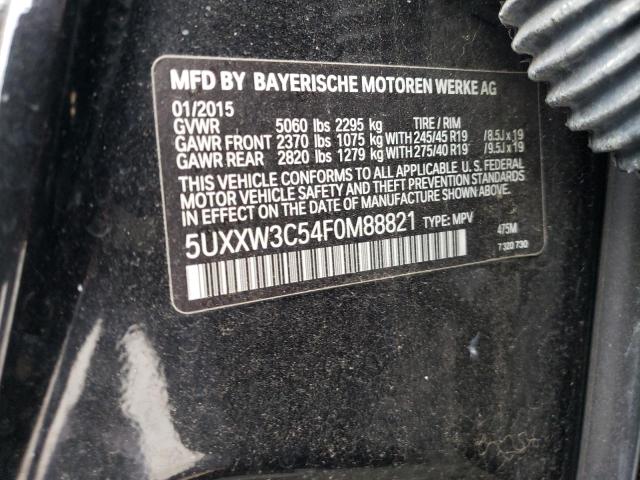 MFD BY BAYERISCHE MOTOREN WERKE AG
01/2015
GVWR 5060 lbs 2295 kg TIRE / RIM
GAWR FRONT 2370 lbs 1075 kg WITH 245/45 R19 / 8.5J x 19
GAWR REAR 2820 lbs 1279 kg WITH 275/40 R19 / 9.5J x 19
THIS VEHICLE CONFORMS TO ALL APPLICABLE U.S. FEDERAL
MOTOR VEHICLE SAFETY AND THEFT PREVENTION STANDARDS
IN EFFECT ON THE DATE OF MANUFACTURE SHOWN ABOVE.
5UXXW3C54F0M88821 TYPE: MPV 475M
7 320 730